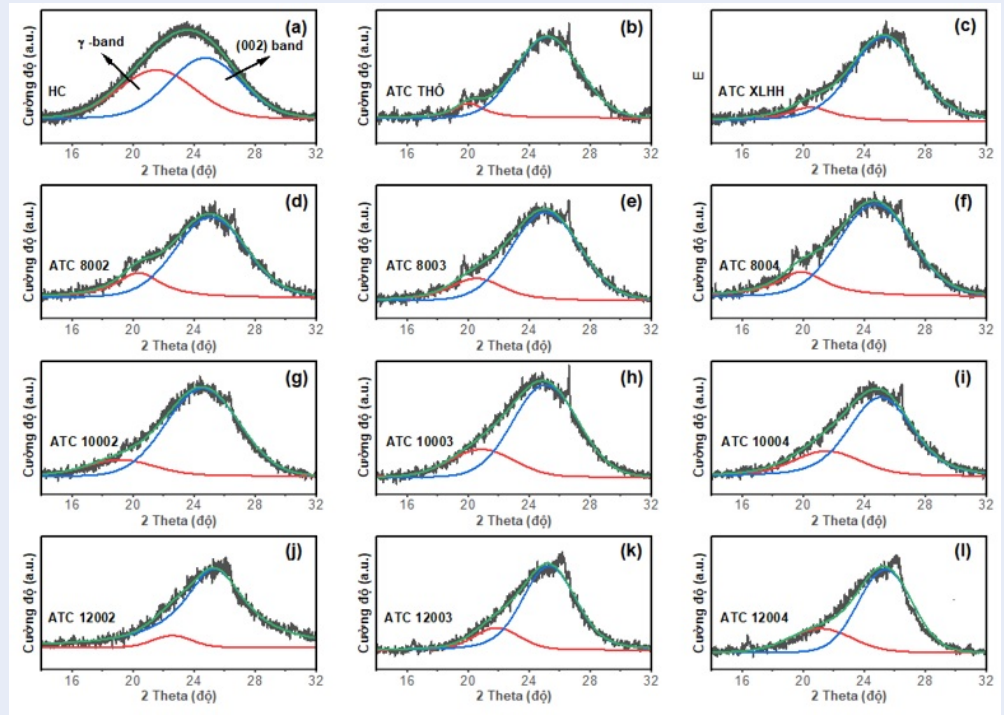 (a)
γ-band
(002) band
HC
Cường độ (a.u.)
16 20 24 28 32
2 Theta (độ)
(b)
ATC THÔ
Cường độ (a.u.)
16 20 24 28 32
2 Theta (độ)
(c)
ATC XLHH
E
16 20 24 28 32
2 Theta (độ)
(d)
ATC 8002
Cường độ (a.u.)
16 20 24 28 32
2 Theta (độ)
(e)
ATC 8003
Cường độ (a.u.)
16 20 24 28 32
2 Theta (độ)
(f)
ATC 8004
Cường độ (a.u.)
16 20 24 28 32
2 Theta (độ)
(g)
ATC 10002
Cường độ (a.u.)
16 20 24 28 32
2 Theta (độ)
(h)
ATC 10003
Cường độ (a.u.)
16 20 24 28 32
2 Theta (độ)
(i)
ATC 10004
Cường độ (a.u.)
16 20 24 28 32
2 Theta (độ)
(j)
ATC 12002
Cường độ (a.u.)
16 20 24 28 32
2 Theta (độ)
(k)
ATC 12003
Cường độ (a.u.)
16 20 24 28 32
2 Theta (độ)
(l)
ATC 12004
Cường độ (a.u.)
16 20 24 28 32
2 Theta (độ)